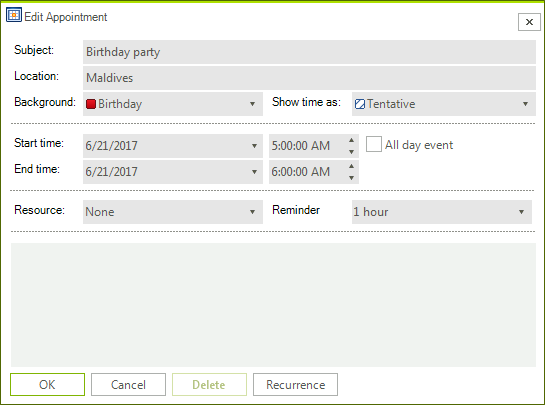 Edit Appointment
Subject: Birthday party
Location: Maldives
Background: Birthday Show time as: Tentative
Start time: 6/21/2017 5:00:00 AM All day event
End time: 6/21/2017 6:00:00 AM
Resource: None Reminder 1 hour
OK Cancel Delete Recurrence